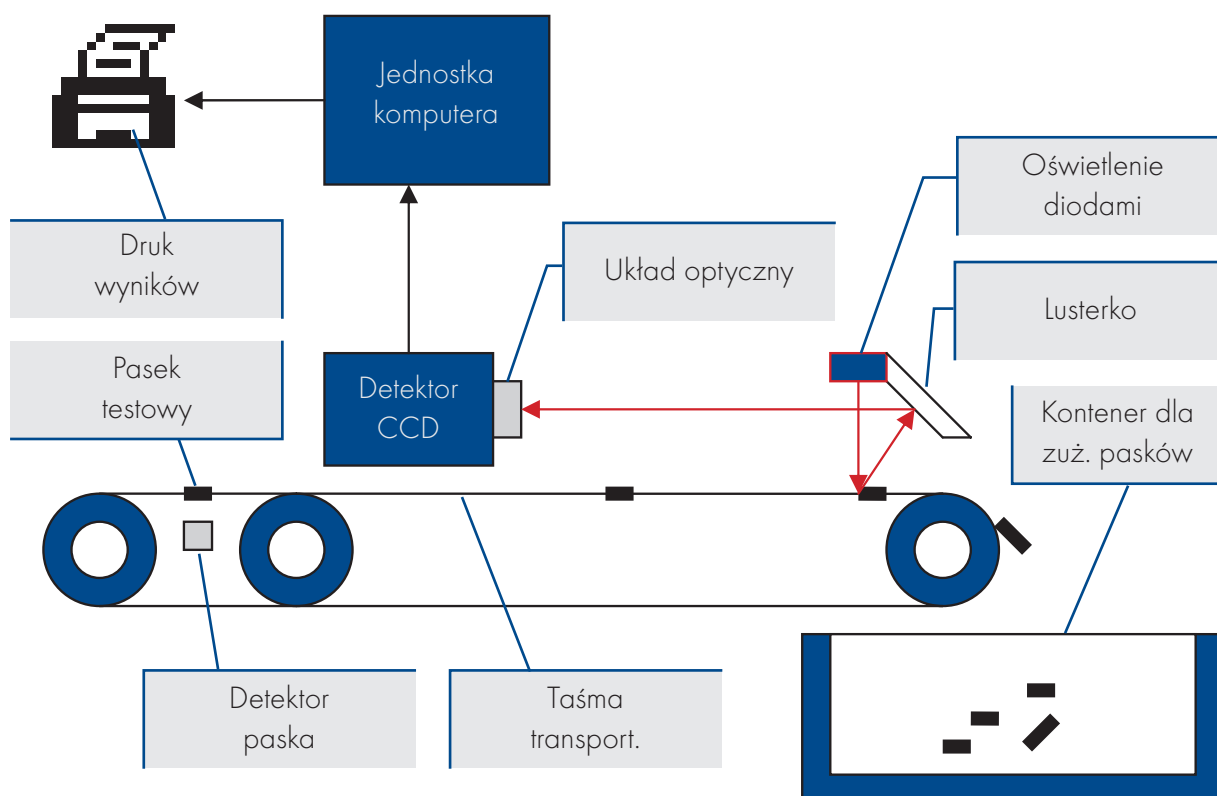 Jednostka
komputera
Oświetlenie
diodami
Druk
wyników
Układ optyczny
Lusterko
Pasek
testowy
Detektor
CCD
Kontener dla
zuż. pasków
Detektor
paska
Taśma
transport.